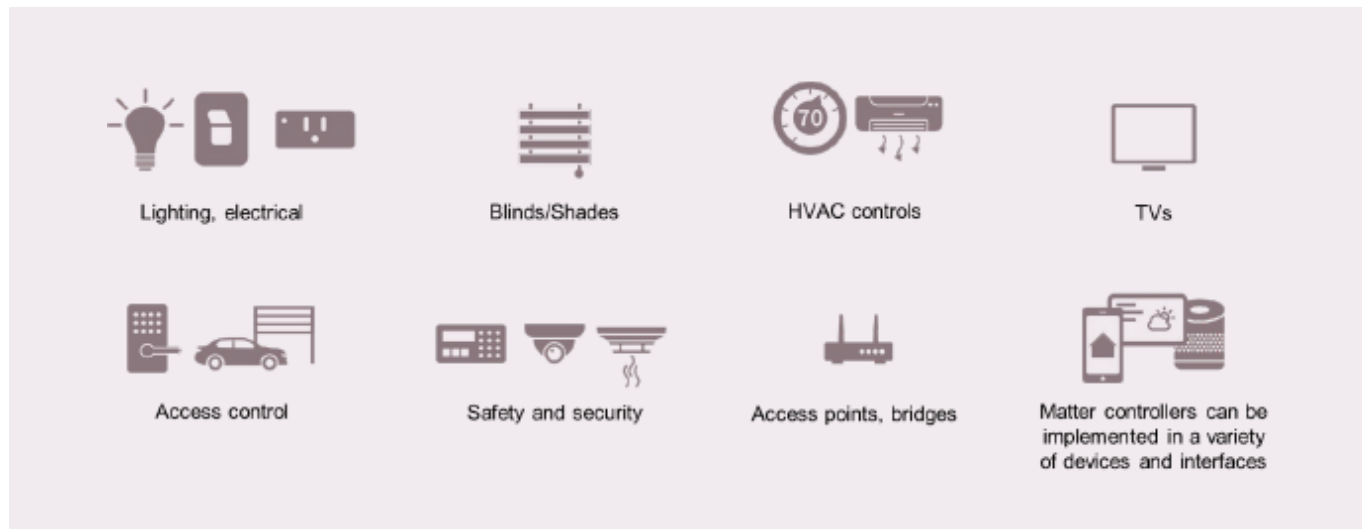 70
Lighting, electrical
Blinds/Shades
HVAC controls
TVs
Access control
Safety and security
Access points, bridges
Matter controllers can be
implemented in a variety
of devices and interfaces